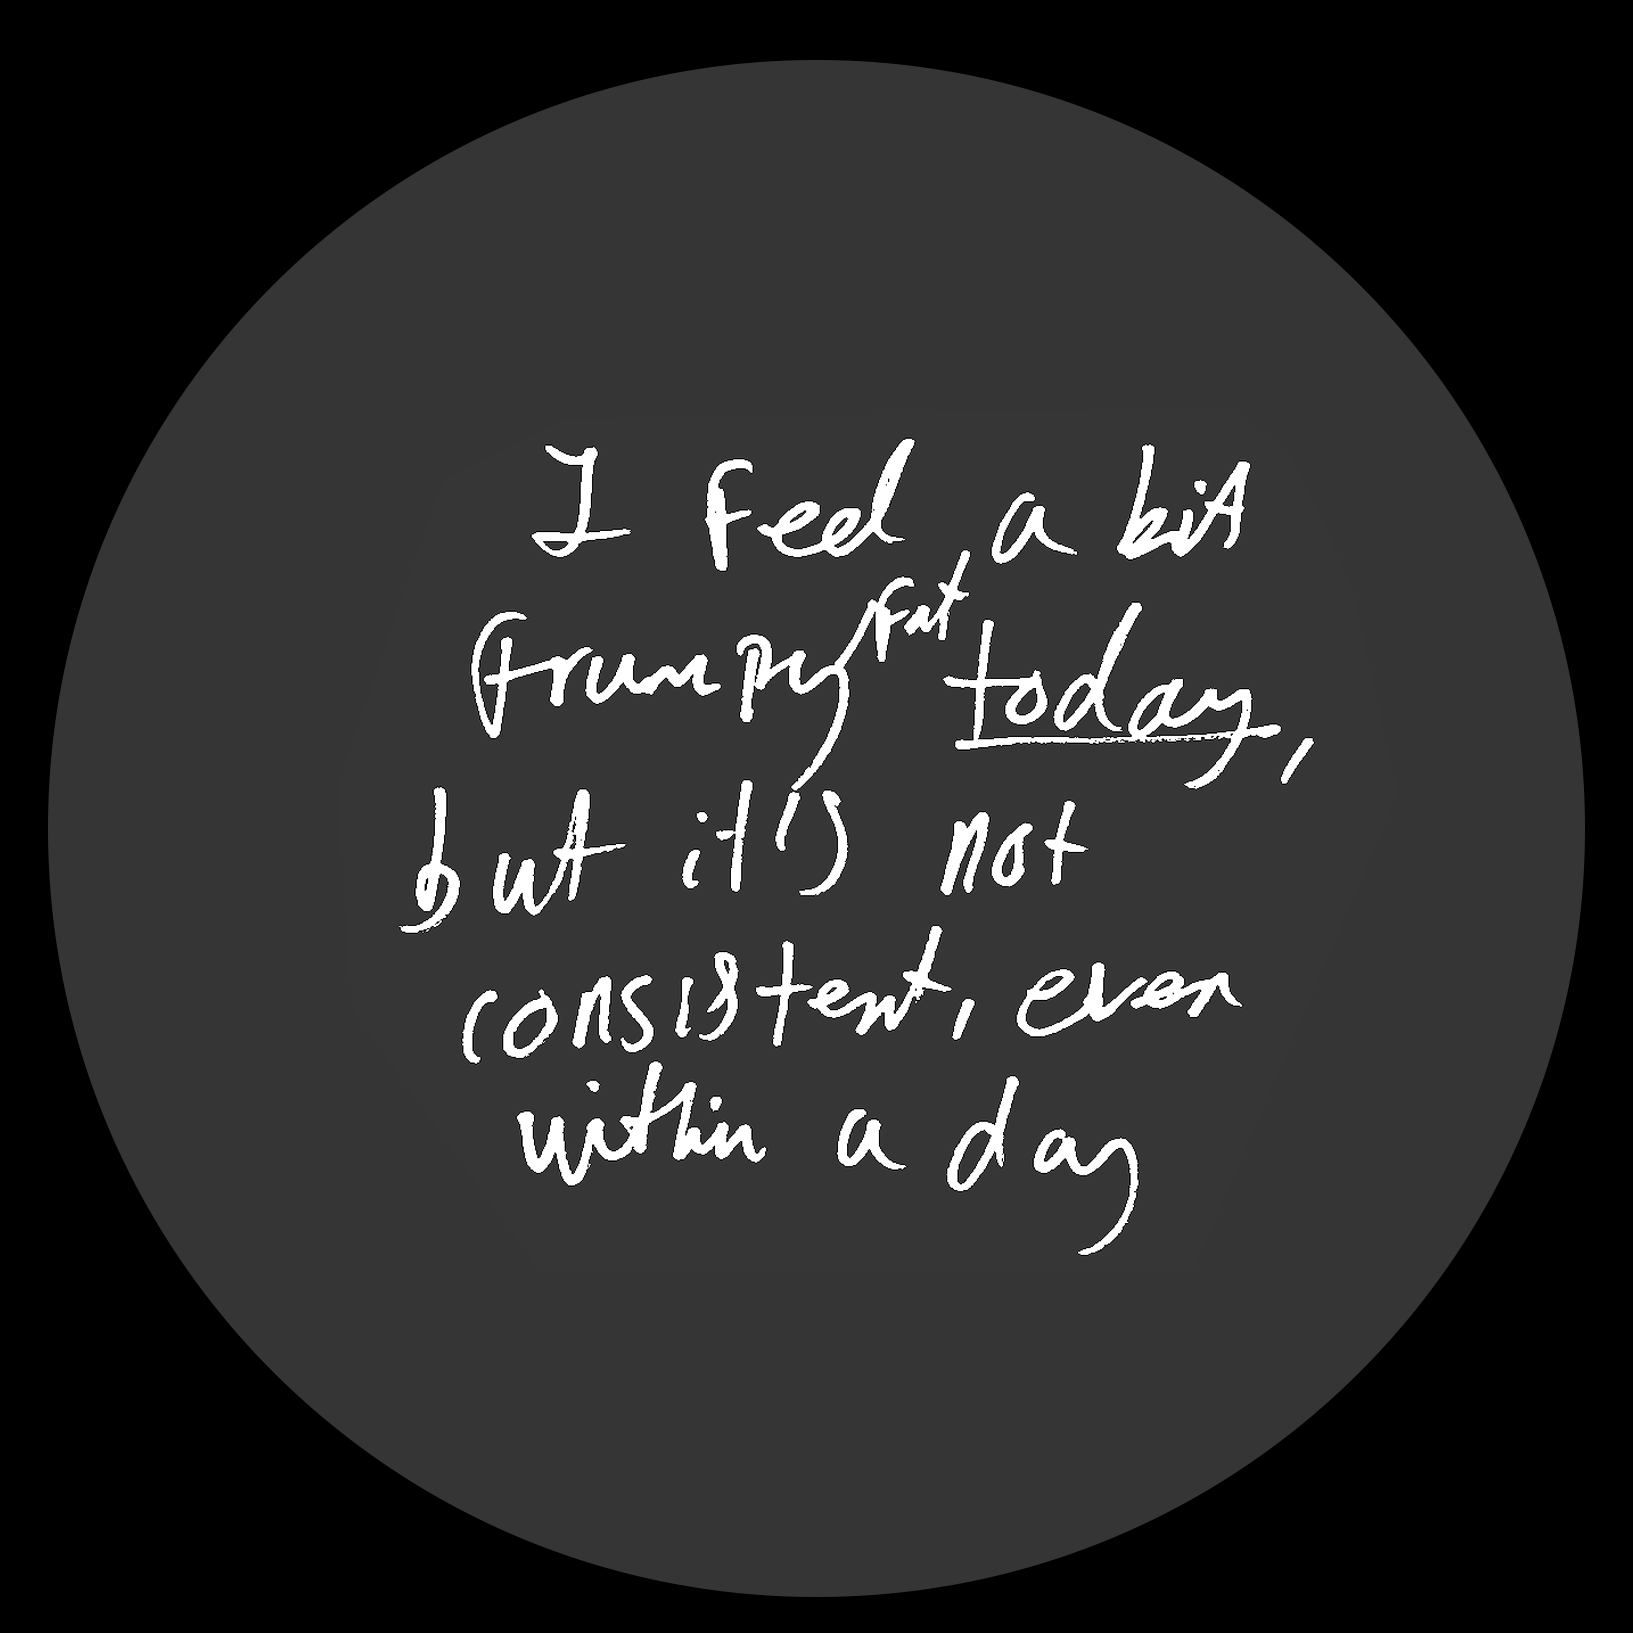 I feel a bit
frumpy/fat today,
but it's not
consistent, even
within a day